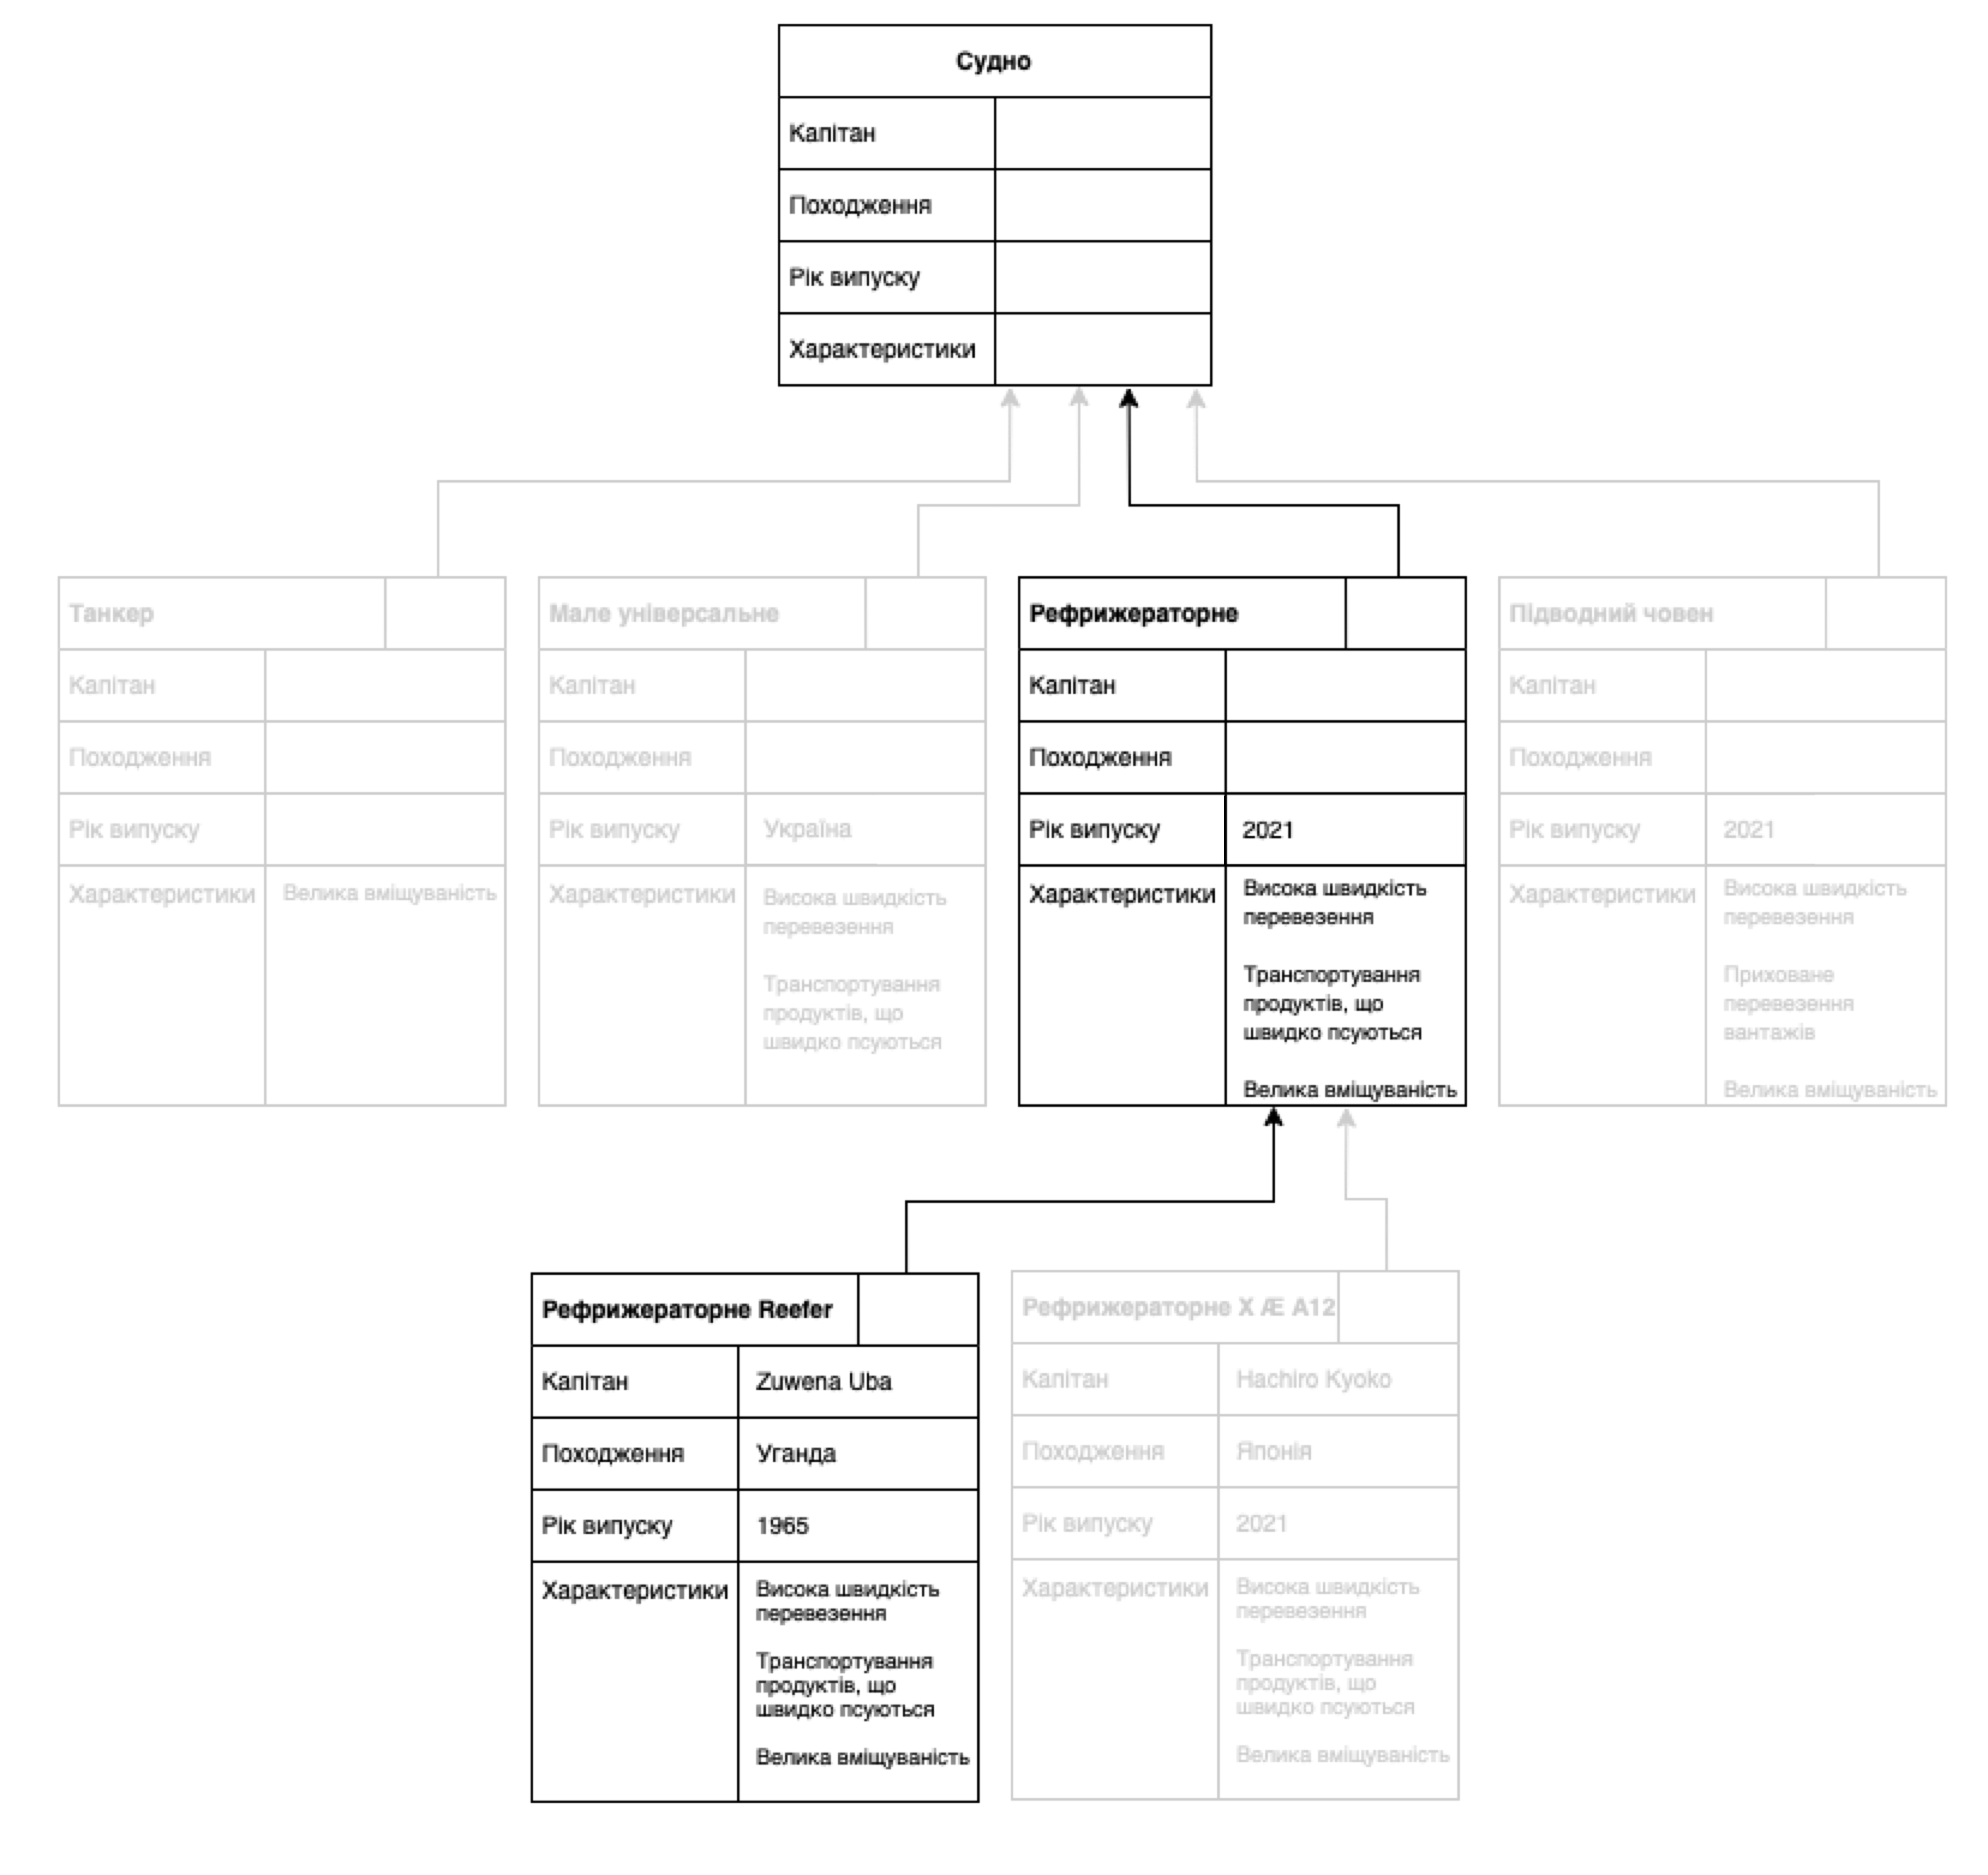 Судно
Капітан
Походження
Рік випуску
Характеристики
Танкер
Капітан
Походження
Рік випуску
Характеристики
Велика вміщуваність
Мале універсальне
Капітан
Походження
Рік випуску
Україна
Характеристики
Висока швидкість
перевезення
Транспортування
продуктів, що
швидко псуються
Рефрижераторне
Капітан
Походження
Рік випуску
2021
Характеристики
Висока швидкість
перевезення
Транспортування
продуктів, що
швидко псуються
Велика вміщуваність
Підводний човен
Капітан
Походження
Рік випуску
2021
Характеристики
Висока швидкість
перевезення
Приховане
перевезення
вантажів
Велика вміщуваність
Рефрижераторне Reefer
Капітан
Zuwena Uba
Походження
Уганда
Рік випуску
1965
Характеристики
Висока швидкість
перевезення
Транспортування
продуктів, що
швидко псуються
Велика вміщуваність
Рефрижераторне X Æ A12
Капітан
Hachiro Kyoko
Походження
Японія
Рік випуску
2021
Характеристики
Висока швидкість
перевезення
Транспортування
продуктів, що
швидко псуються
Велика вміщуваність